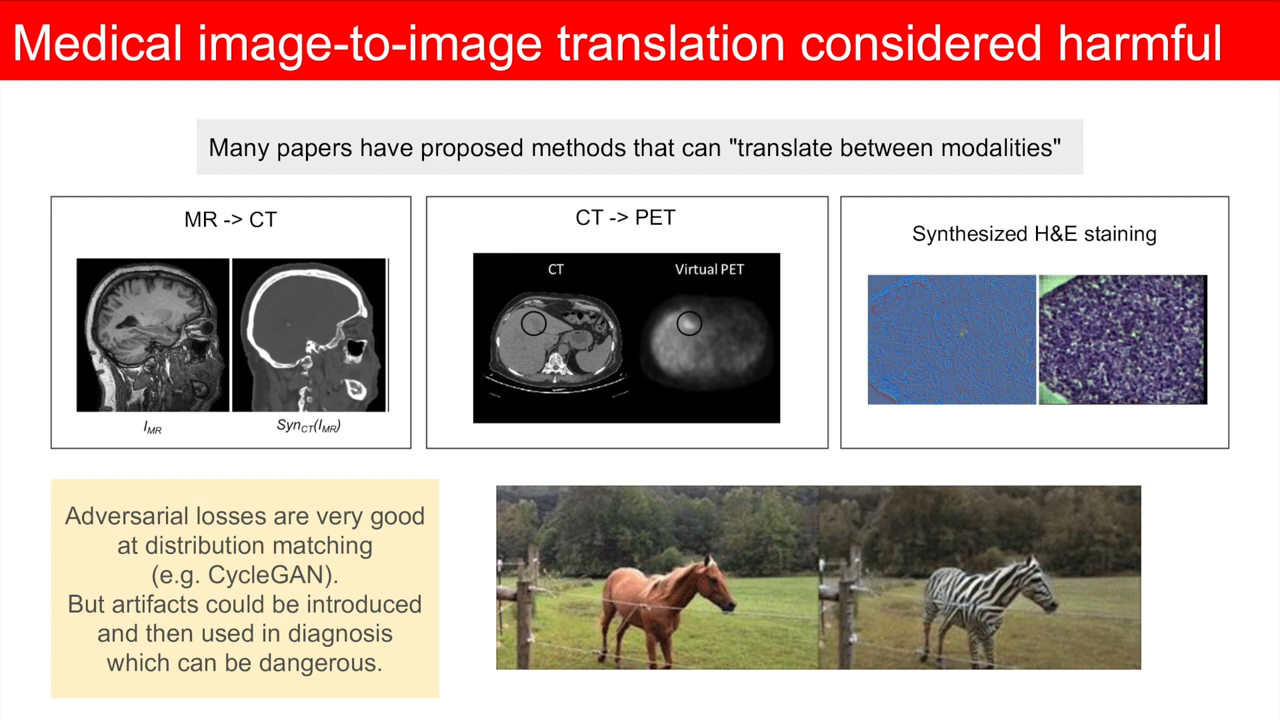 Medical image-to-image translation considered harmful
Many papers have proposed methods that can "translate between modalities"
MR -> CT
I_MR
Syn_CT(I_MR)
CT -> PET
CT
Virtual PET
Synthesized H&E staining
Adversarial losses are very good
at distribution matching
(e.g. CycleGAN).
But artifacts could be introduced
and then used in diagnosis
which can be dangerous.